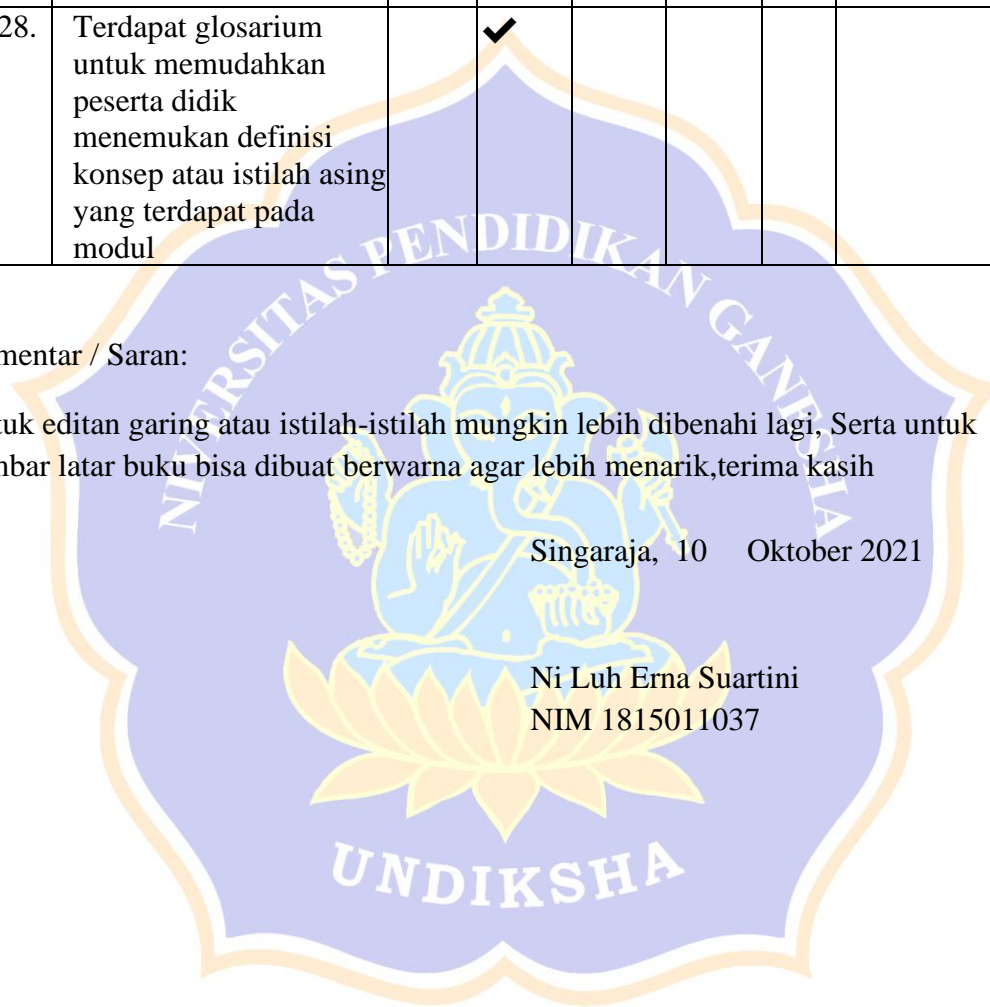 28. Terdapat glosarium
untuk memudahkan
peserta didik
menemukan definisi
konsep atau istilah asing
yang terdapat pada
modul
mentar / Saran:
tuk editan garing atau istilah-istilah mungkin lebih dibenahi lagi, Serta untuk
mbar latar buku bisa dibuat berwarna agar lebih menarik,terima kasih
Singaraja, 10 Oktober 2021
Ni Luh Erna Suartini
NIM 1815011037
NIVERSITAS PENDIDIKAN GANESHA
UNDIKSHA